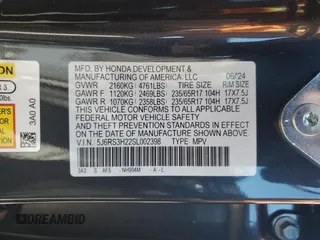 MFD. BY HONDA DEVELOPMENT & 06/24
MANUFACTURING OF AMERICA, LLC
GVWR 2160KG ( 4761LBS) TIRE SIZE RIM SIZE
GAWR F 1120KG ( 2469LBS) 235/65R17 104H 17X7.5J
GAWR R 1070KG ( 2358LBS) 235/65R17 104H 17X7.5J
THIS VEHICLE CONFORMS TO ALL APPLICABLE
FEDERAL MOTOR VEHICLE SAFETY
AND THEFT PREVENTION STANDARDS IN EFFECT
ON THE DATE OF MANUFACTURE SHOWN ABOVE.
V.I.N. 5J6RS3H22SL002398 TYPE: MPV
3A3 S AF1 NH904M A - L
3A0 A0
DREAMBID